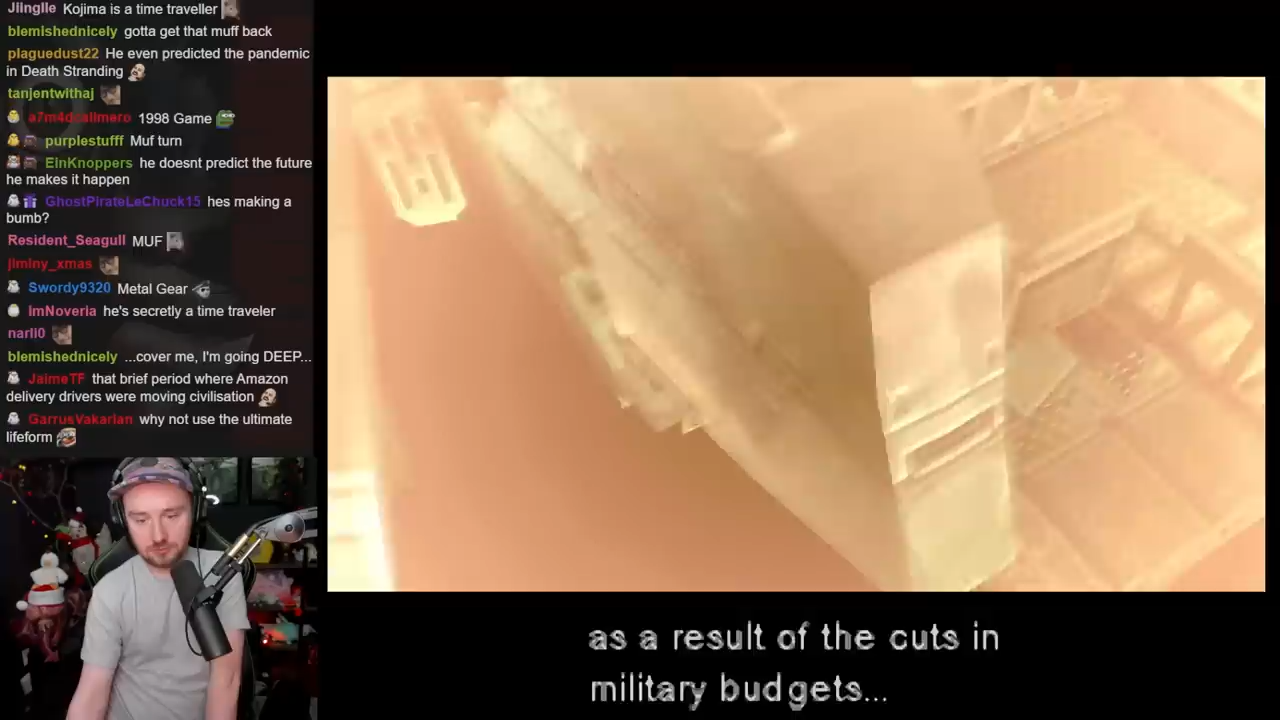 Jiinglle Kojima is a time traveller
blemishednicely gotta get that muff back
plaguedust22 He even predicted the pandemic
in Death Stranding
tanjentwithaj
a7m4dcallmero 1998 Game
purplestufff Muf turn
EinKnoppers he doesnt predict the future
he makes it happen
GhostPirateLeChuck15 hes making a
bumb?
Resident_Seagull MUF
jiminy_xmas
Swordy9320 Metal Gear
ImNoveria he's secretly a time traveler
narli0
blemishednicely ...cover me, I'm going DEEP...
JaimeTF that brief period where Amazon
delivery drivers were moving civilisation
GarrusVakarian why not use the ultimate
lifeform
as a result of the cuts in
military budgets...